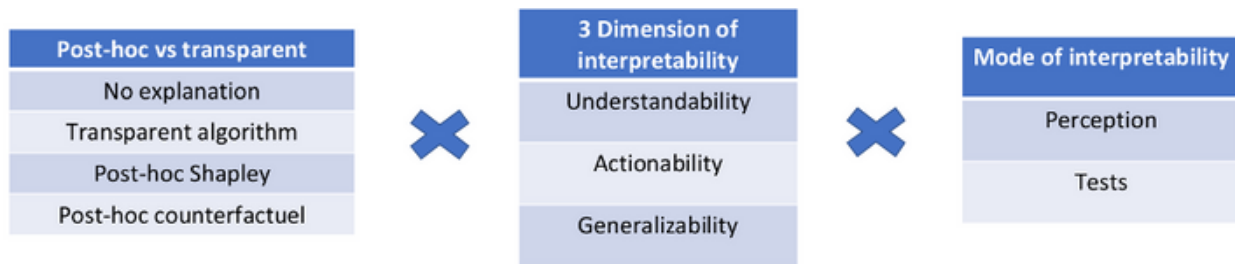 Post-hoc vs transparent
No explanation
Transparent algorithm
Post-hoc Shapley
Post-hoc counterfactuel
3 Dimension of
interpretability
Understandability
Actionability
Generalizability
Mode of interpretability
Perception
Tests